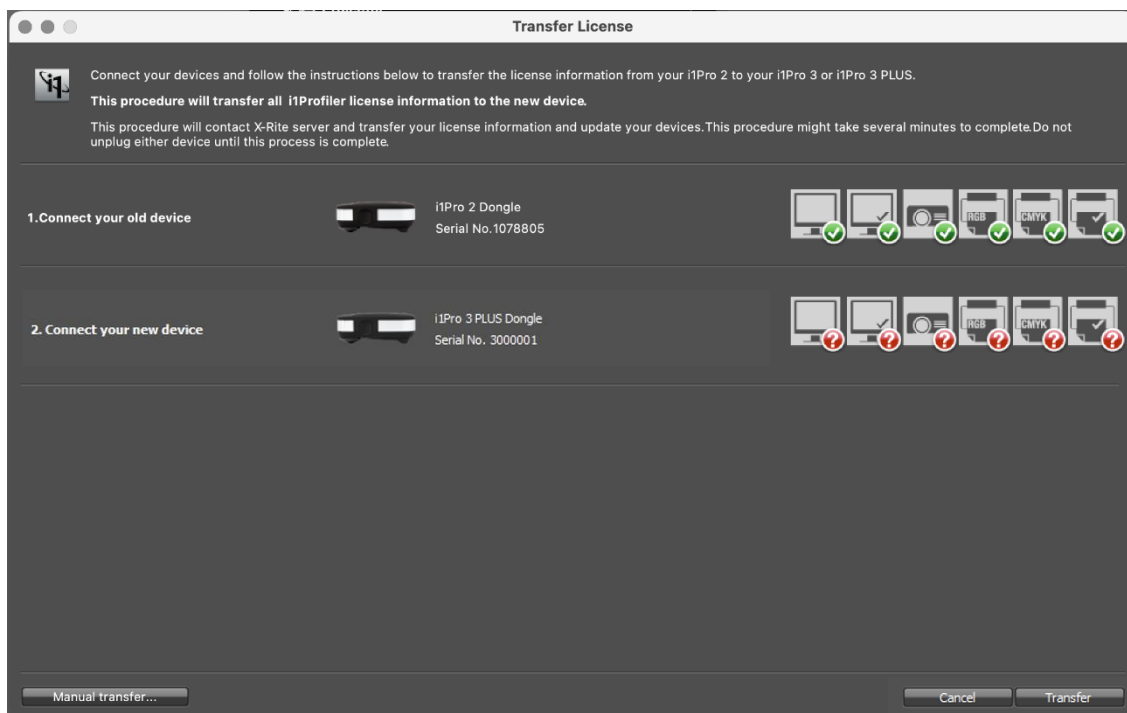 Transfer License
i1
Connect your devices and follow the instructions below to transfer the license information from your i1Pro 2 to your i1Pro 3 or i1Pro 3 PLUS.
This procedure will transfer all i1Profiler license information to the new device.
This procedure will contact X-Rite server and transfer your license information and update your devices.This procedure might take several minutes to complete.Do not
unplug either device until this process is complete.
1.Connect your old device
i1Pro 2 Dongle
Serial No.1078805
RGB
CMYK
2. Connect your new device
i1Pro 3 PLUS Dongle
Serial No. 3000001
RGB
CMYK
Manual transfer...
Cancel
Transfer